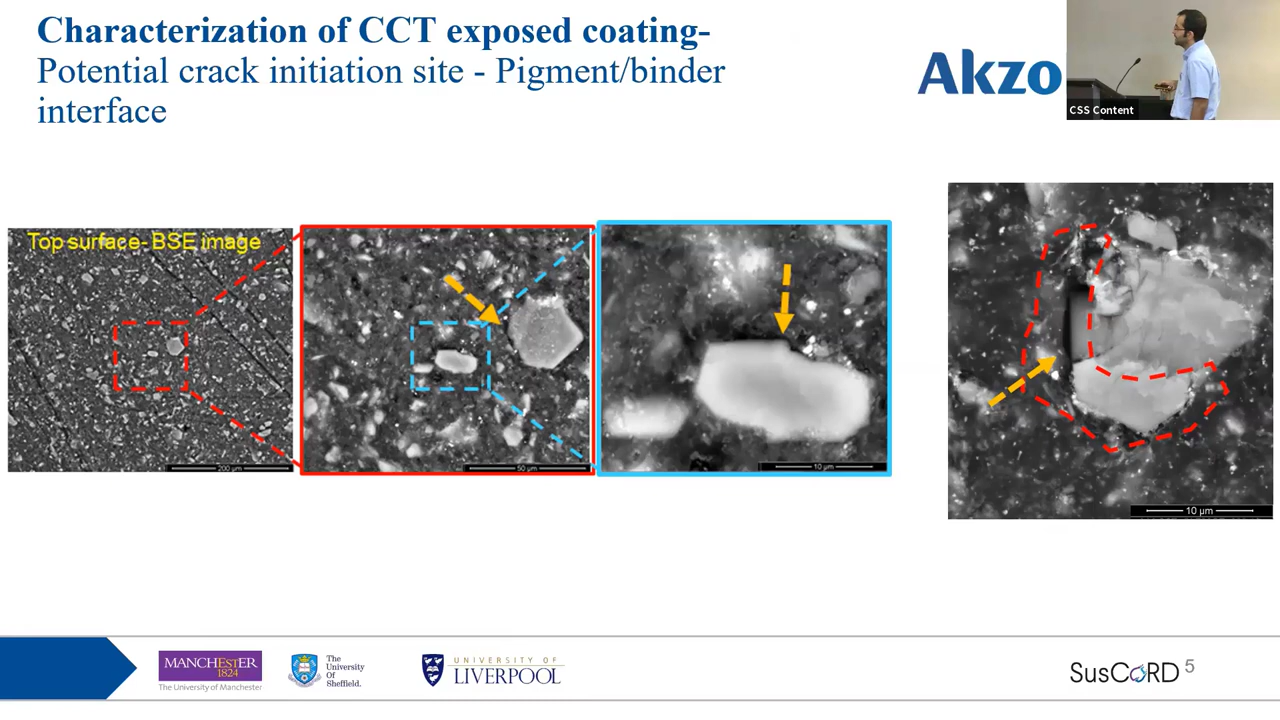 Characterization of CCT exposed coating-
Potential crack initiation site - Pigment/binder
interface
Akzo
CSS Content
Top surface- BSE image
200 µm
50 µm
10 µm
10 µm
MANCHESTER
1824
The University of Manchester
The
University
Of
Sheffield.
UNIVERSITY OF
LIVERPOOL
SusCoRD
5